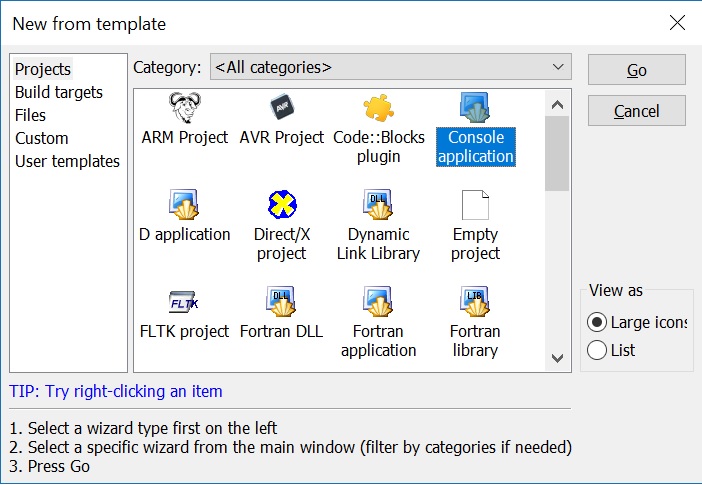 New from template
Projects
Build targets
Files
Custom
User templates
Category: <All categories>
Go
Cancel
AVR
ARM Project
AVR Project
Code::Blocks
plugin
Console
application
DLL
D application
Direct/X
project
Dynamic
Link Library
Empty
project
FLTK
DLL
LIB
FLTK project
Fortran DLL
Fortran
application
Fortran
library
View as
Large icons
List
TIP: Try right-clicking an item
1. Select a wizard type first on the left
2. Select a specific wizard from the main window (filter by categories if needed)
3. Press Go